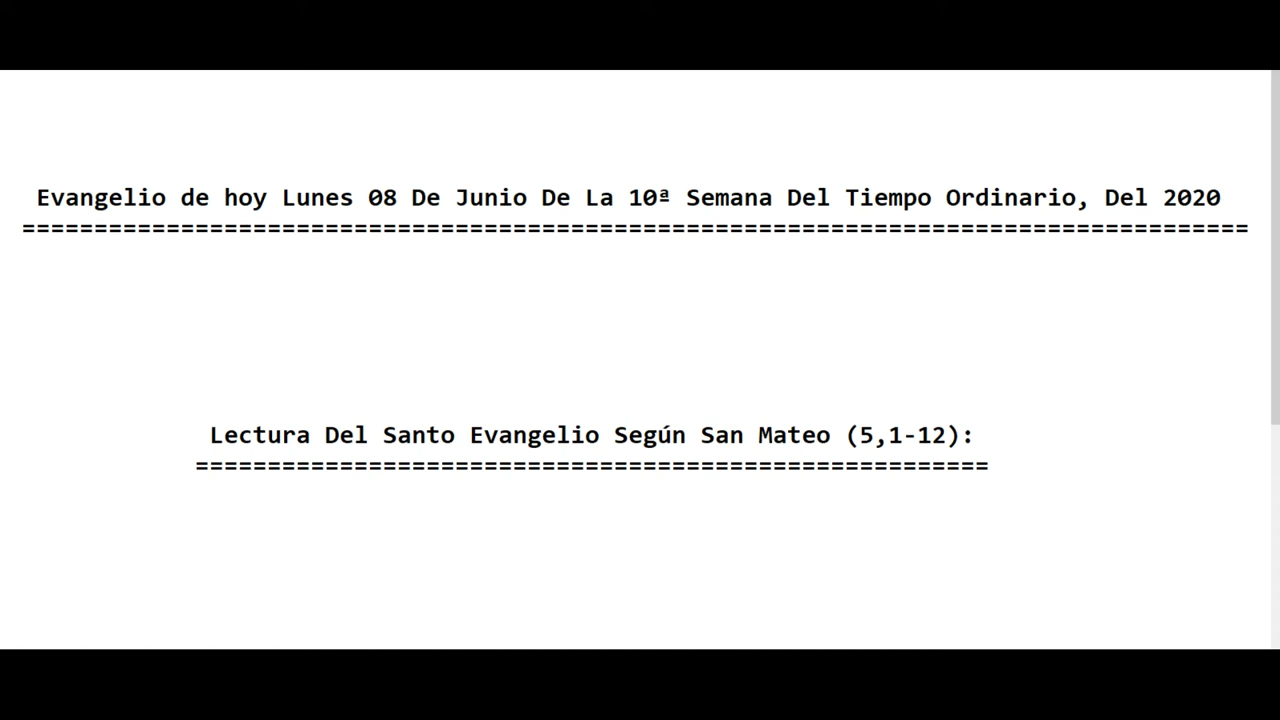 Evangelio de hoy Lunes 08 De Junio De La 10ª Semana Del Tiempo Ordinario, Del 2020
=====================================================================================
Lectura Del Santo Evangelio Según San Mateo (5,1-12):
=======================================================